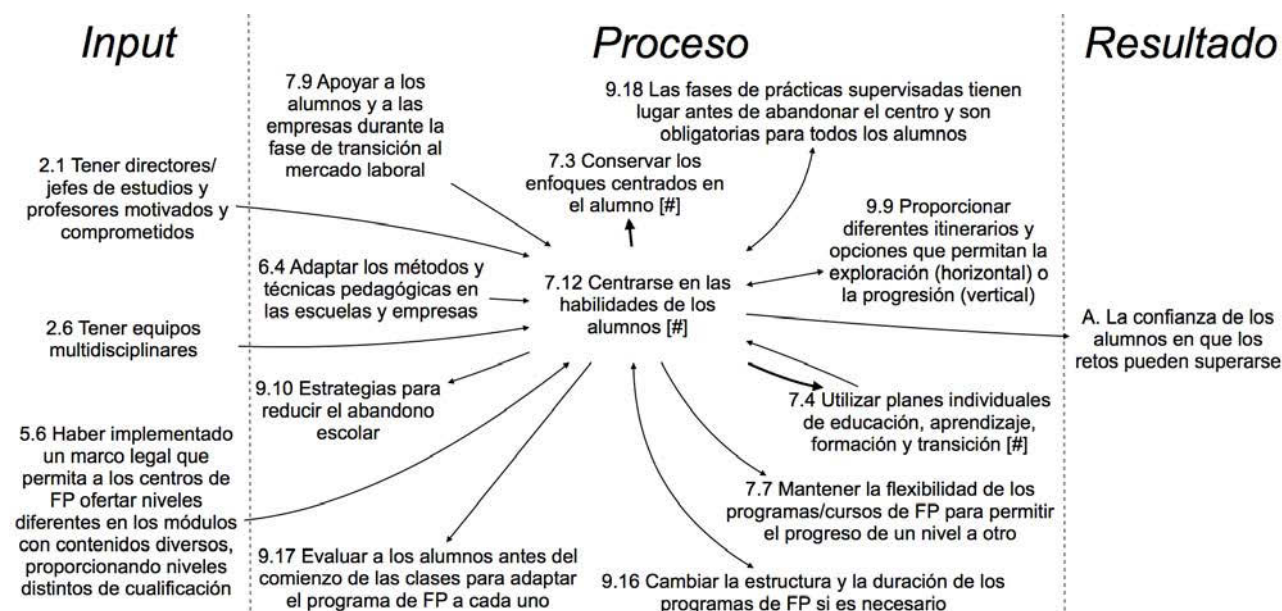 Input
Proceso
Resultado
7.9 Apoyar a los
alumnos y a las
empresas durante la
fase de transición al
mercado laboral
9.18 Las fases de prácticas supervisadas tienen
lugar antes de abandonar el centro y son
obligatorias para todos los alumnos
2.1 Tener directores/
jefes de estudios y
profesores motivados y
comprometidos
7.3 Conservar los
enfoques centrados en
el alumno [#]
9.9 Proporcionar
diferentes itinerarios y
opciones que permitan la
exploración (horizontal) o
la progresión (vertical)
6.4 Adaptar los métodos y
técnicas pedagógicas en
las escuelas y empresas
7.12 Centrarse en las
habilidades de los
alumnos [#]
2.6 Tener equipos
multidisciplinares
A. La confianza de los
alumnos en que los
retos pueden superarse
9.10 Estrategias para
reducir el abandono
escolar
7.4 Utilizar planes individuales
de educación, aprendizaje,
formación y transición [#]
5.6 Haber implementado
un marco legal que
permita a los centros de
FP ofertar niveles
diferentes en los módulos
con contenidos diversos,
proporcionando niveles
distintos de cualificación
7.7 Mantener la flexibilidad de los
programas/cursos de FP para permitir
el progreso de un nivel a otro
9.17 Evaluar a los alumnos antes del
comienzo de las clases para adaptar
el programa de FP a cada uno
9.16 Cambiar la estructura y la duración de los
programas de FP si es necesario